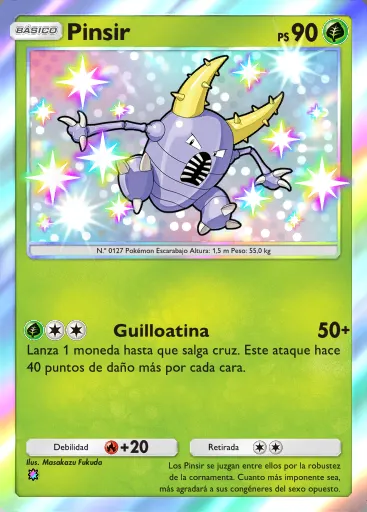 BÁSICO Pinsir PS 90
N.º 0127 Pokémon Escarabajo Altura: 1,5 m Peso: 55,0 kg
Guilloatina 50+
Lanza 1 moneda hasta que salga cruz. Este ataque hace
40 puntos de daño más por cada cara.
Debilidad +20 Retirada
Ilus. Masakazu Fukuda
Los Pinsir se juzgan entre ellos por la robustez
de la cornamenta. Cuanto más imponente sea,
más agradará a sus congéneres del sexo opuesto.